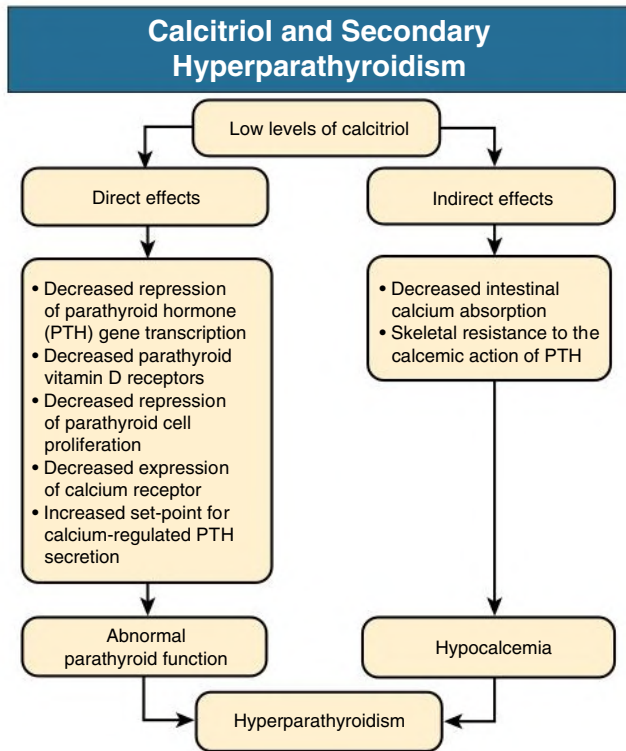 Calcitriol and Secondary
Hyperparathyroidism
Low levels of calcitriol
Direct effects
Indirect effects
• Decreased repression
of parathyroid hormone
(PTH) gene transcription
• Decreased parathyroid
vitamin D receptors
• Decreased repression
of parathyroid cell
proliferation
• Decreased expression
of calcium receptor
• Increased set-point for
calcium-regulated PTH
secretion
• Decreased intestinal
calcium absorption
• Skeletal resistance to the
calcemic action of PTH
Abnormal
parathyroid function
Hypocalcemia
Hyperparathyroidism